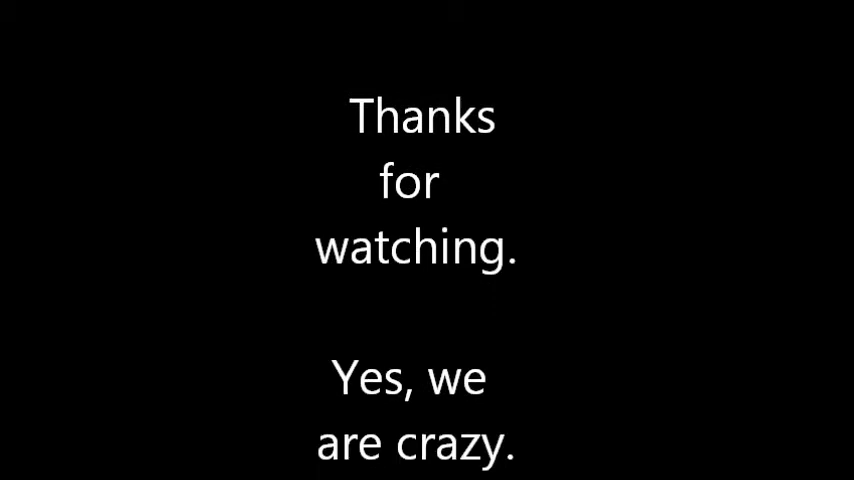 Thanks
for
watching.
Yes, we
are crazy.